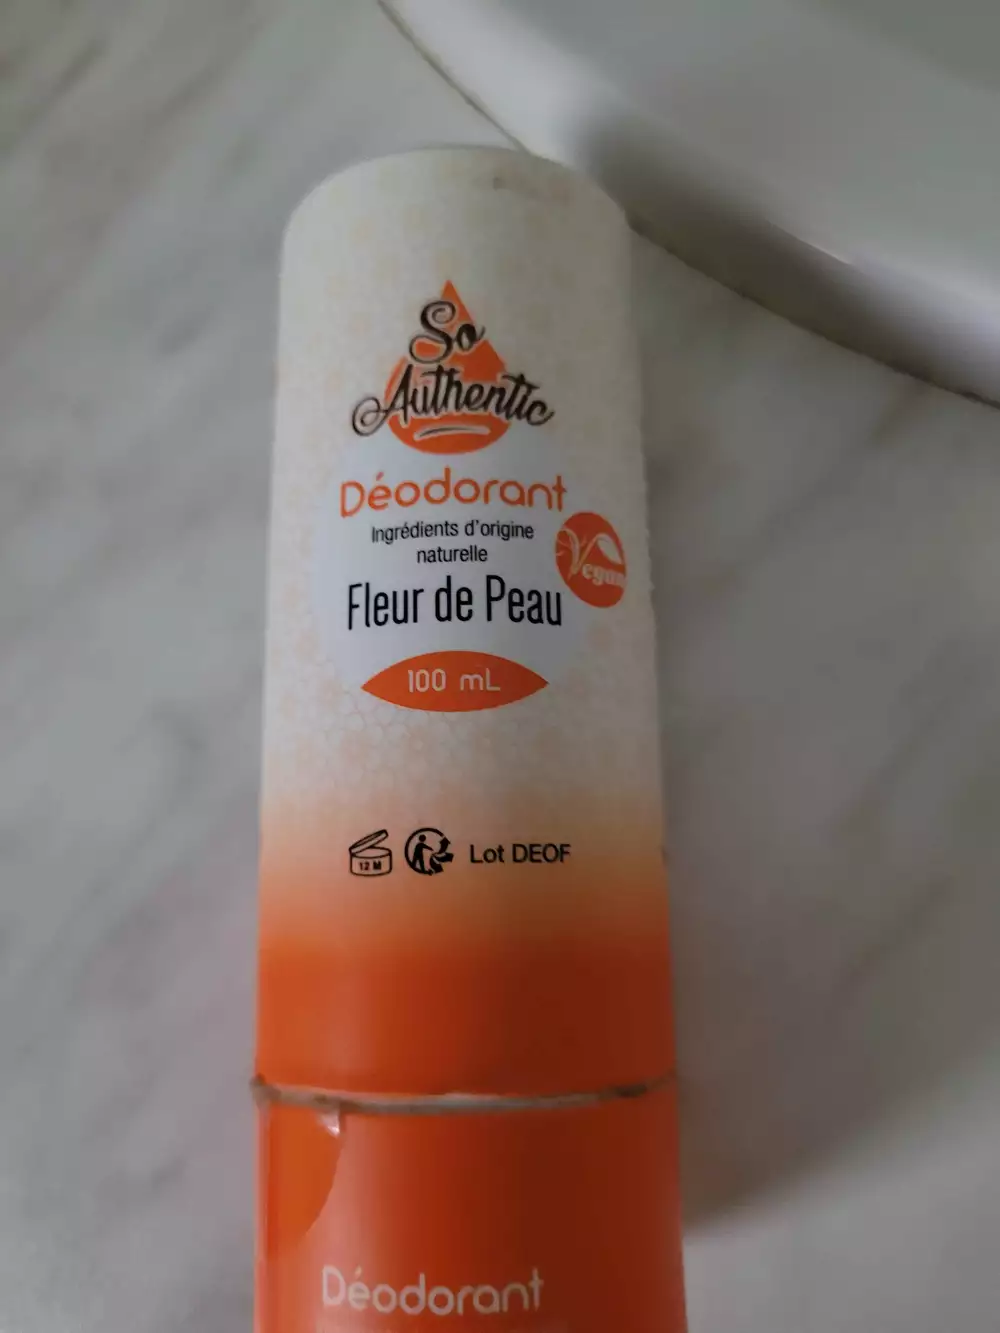 So
Authentic
Déodorant
Ingrédients d'origine
naturelle
Vegan
Fleur de Peau
100 mL
12 M
Lot DEOF
Déodorant